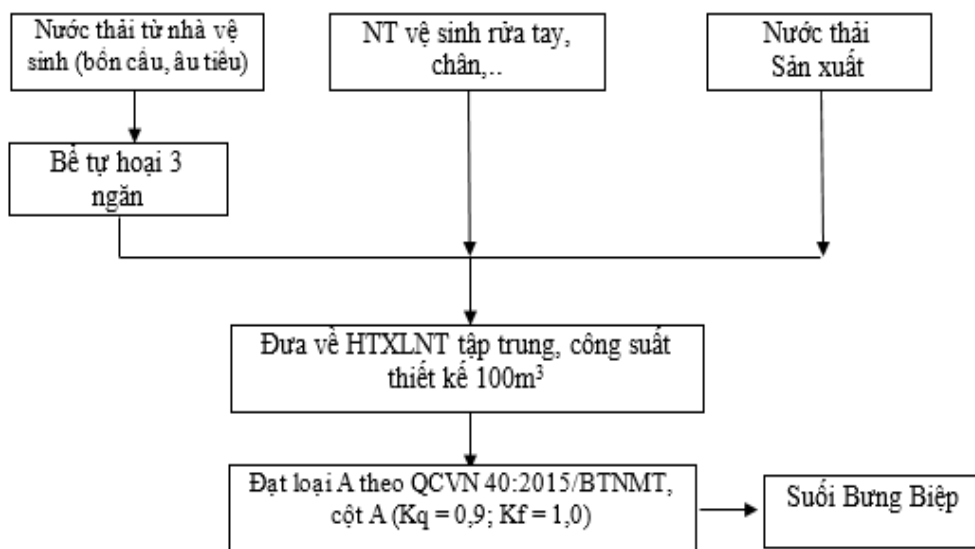 Nước thải từ nhà vệ
sinh (bồn cầu, âu tiểu)
NT vệ sinh rửa tay,
chân,..
Nước thải
Sản xuất
Bể tự hoại 3
ngăn
Đưa về HTXLNT tập trung, công suất
thiết kế 100m³
Đạt loại A theo QCVN 40:2015/BTNMT,
cột A (Kq = 0,9; Kf = 1,0)
Suối Bưng Biệp